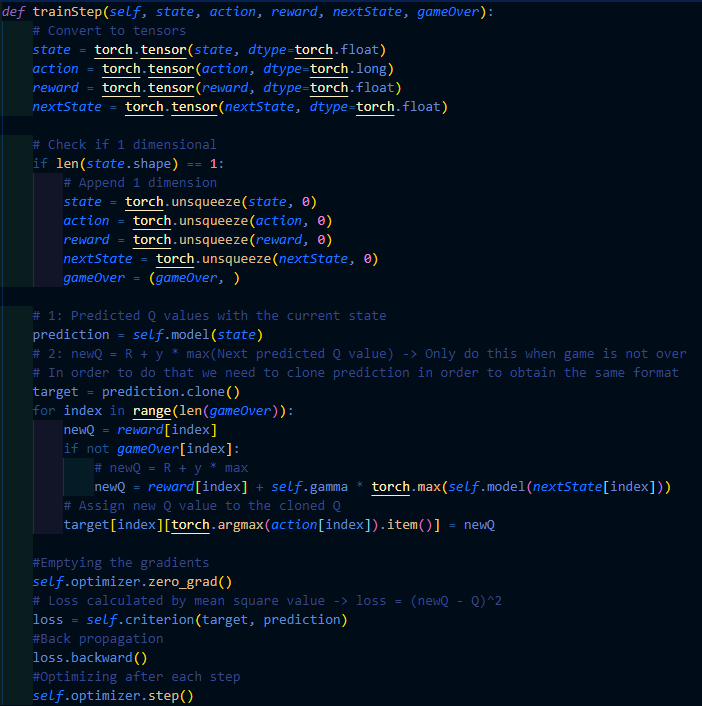 def trainStep(self, state, action, reward, nextState, gameOver):
    # Convert to tensors
    state = torch.tensor(state, dtype=torch.float)
    action = torch.tensor(action, dtype=torch.long)
    reward = torch.tensor(reward, dtype=torch.float)
    nextState = torch.tensor(nextState, dtype=torch.float)

    # Check if 1 dimensional
    if len(state.shape) == 1:
        # Append 1 dimension
        state = torch.unsqueeze(state, 0)
        action = torch.unsqueeze(action, 0)
        reward = torch.unsqueeze(reward, 0)
        nextState = torch.unsqueeze(nextState, 0)
        gameOver = (gameOver, )

    # 1: Predicted Q values with the current state
    prediction = self.model(state)
    # 2: newQ = R + y * max(Next predicted Q value) -> Only do this when game is not over
    # In order to do that we need to clone prediction in order to obtain the same format
    target = prediction.clone()
    for index in range(len(gameOver)):
        newQ = reward[index]
        if not gameOver[index]:
            # newQ = R + y * max
            newQ = reward[index] + self.gamma * torch.max(self.model(nextState[index]))
        # Assign new Q value to the cloned Q
        target[index][torch.argmax(action[index]).item()] = newQ

    #Emptying the gradients
    self.optimizer.zero_grad()
    # Loss calculated by mean square value -> loss = (newQ - Q)^2
    loss = self.criterion(target, prediction)
    #Back propagation
    loss.backward()
    #Optimizing after each step
    self.optimizer.step()